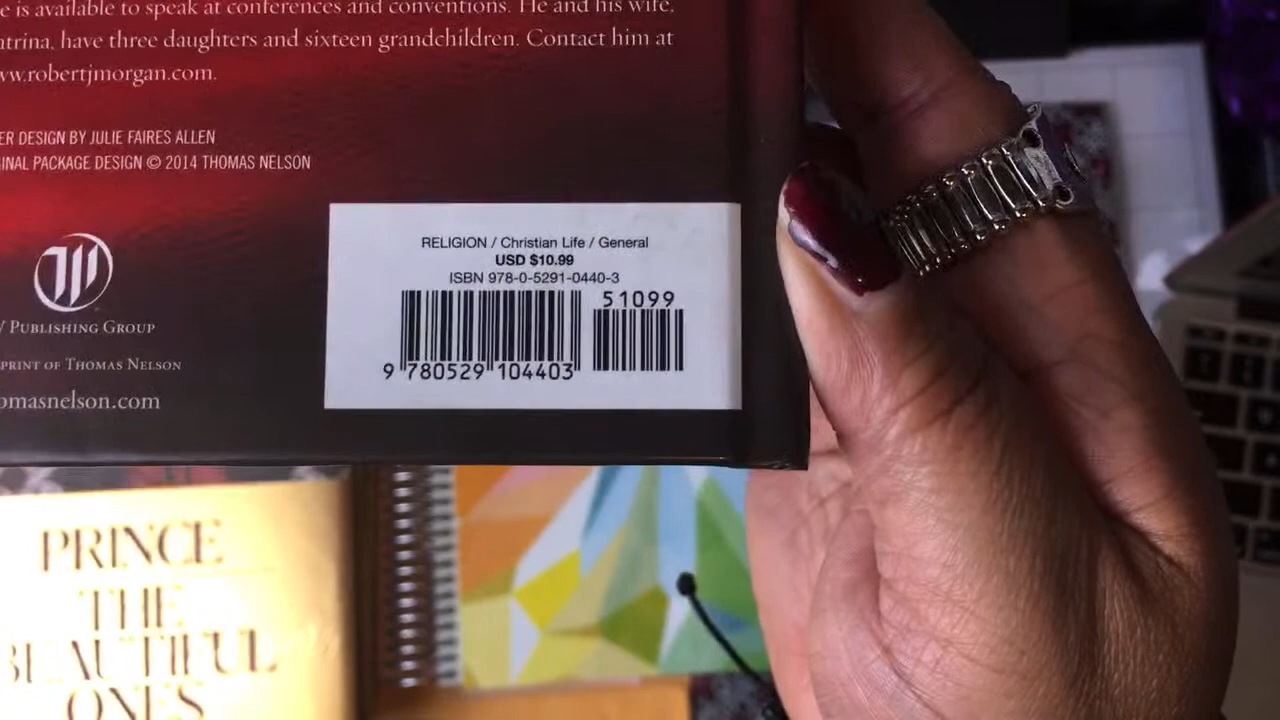 e is available to speak at conferences and conventions. He and his wife,
atrina, have three daughters and sixteen grandchildren. Contact him at
ww.robertjmorgan.com.
ER DESIGN BY JULIE FAIRES ALLEN
INAL PACKAGE DESIGN © 2014 THOMAS NELSON
W
PUBLISHING GROUP
PRINT OF THOMAS NELSON
omasnelson.com
RELIGION / Christian Life / General
USD $10.99
ISBN 978-0-5291-0440-3
51099
9 780529 104403
PRINCE
THE
BEAUTIFUL
ONES